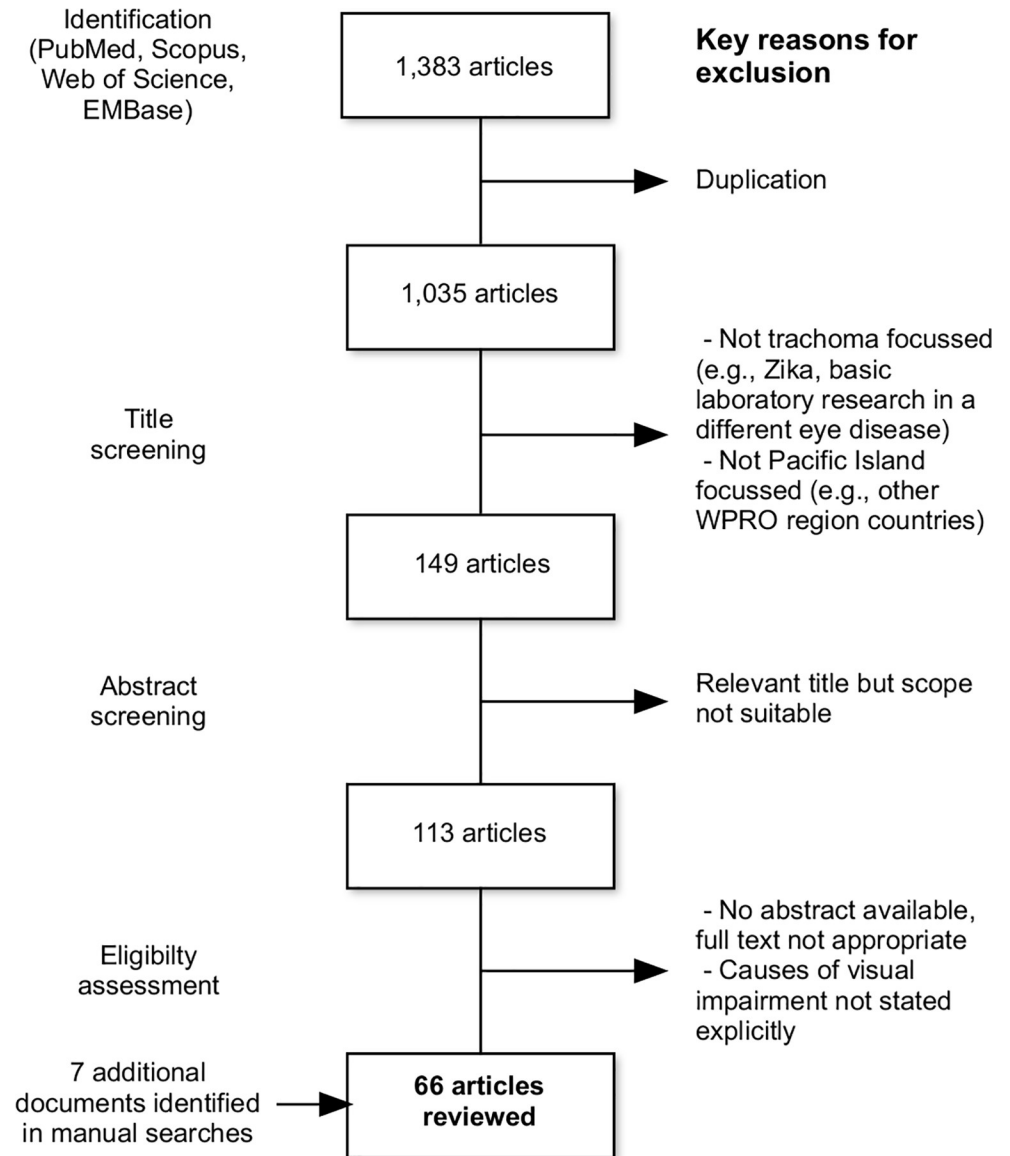 Identification
(PubMed, Scopus,
Web of Science,
EMBase)
1,383 articles
Key reasons for
exclusion
Duplication
1,035 articles
Title
screening
- Not trachoma focussed
(e.g., Zika, basic
laboratory research in a
different eye disease)
- Not Pacific Island
focussed (e.g., other
WPRO region countries)
149 articles
Abstract
screening
Relevant title but scope
not suitable
113 articles
Eligibilty
assessment
- No abstract available,
full text not appropriate
- Causes of visual
impairment not stated
explicitly
7 additional
documents identified
in manual searches
66 articles
reviewed